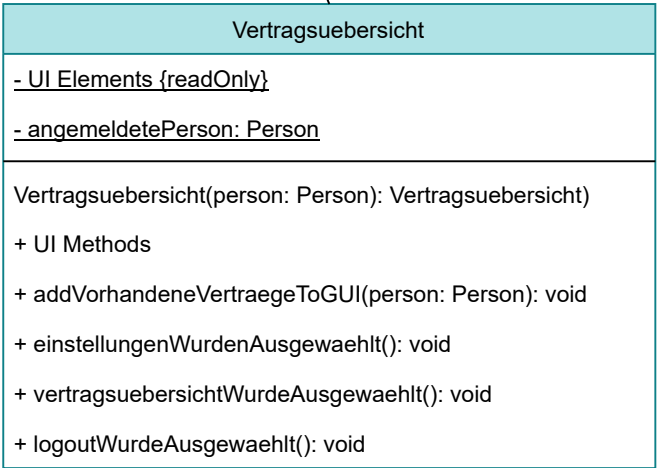 Vertragsuebersicht
- UI Elements {readOnly}
- angemeldetePerson: Person
Vertragsuebersicht(person: Person): Vertragsuebersicht)
+ UI Methods
+ addVorhandeneVertraegeToGUI(person: Person): void
+ einstellungenWurdenAusgewaehlt(): void
+ vertragsuebersichtWurdeAusgewaehlt(): void
+ logoutWurdeAusgewaehlt(): void